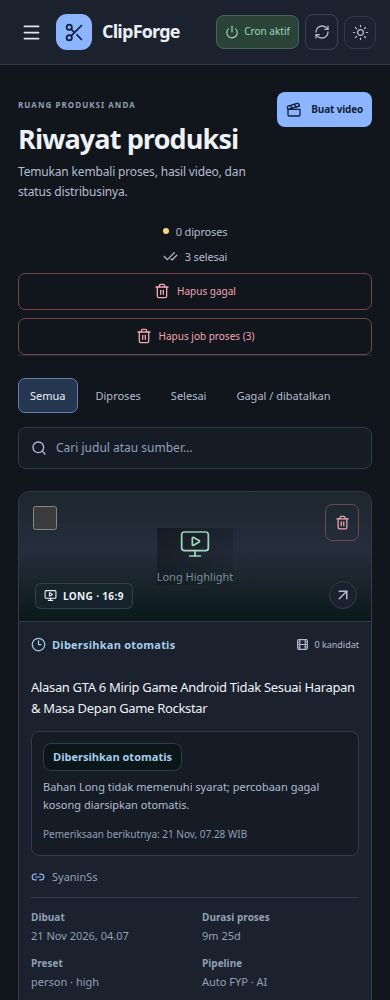 ClipForge
Cron aktif
RUANG PRODUKSI ANDA
Buat video
Riwayat produksi
Temukan kembali proses, hasil video, dan
status distribusinya.
0 diproses
3 selesai
Hapus gagal
Hapus job proses (3)
Semua
Diproses
Selesai
Gagal / dibatalkan
Cari judul atau sumber...
Long Highlight
LONG · 16:9
Dibersihkan otomatis
0 kandidat
Alasan GTA 6 Mirip Game Android Tidak Sesuai Harapan
& Masa Depan Game Rockstar
Dibersihkan otomatis
Bahan Long tidak memenuhi syarat; percobaan gagal
kosong diarsipkan otomatis.
Pemeriksaan berikutnya: 21 Nov, 07.28 WIB
SyaninSs
Dibuat
Durasi proses
21 Nov 2026, 04.07
9m 25d
Preset
Pipeline
person · high
Auto FYP · AI